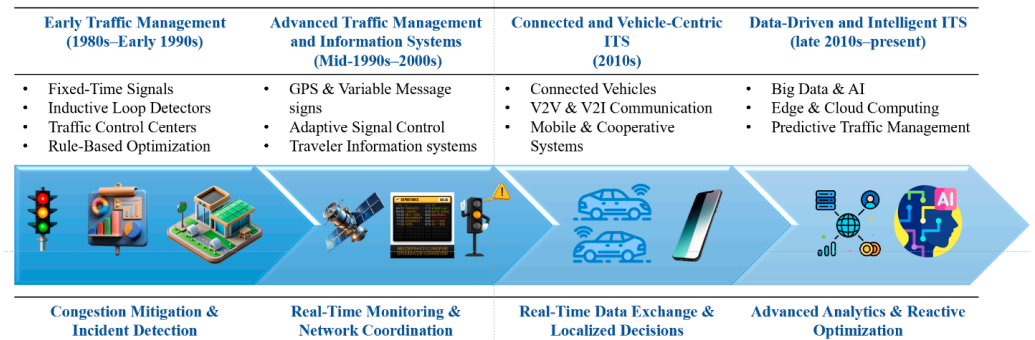 Early Traffic Management
(1980s–Early 1990s)
Advanced Traffic Management
and Information Systems
(Mid-1990s–2000s)
Connected and Vehicle-Centric
ITS
(2010s)
Data-Driven and Intelligent ITS
(late 2010s–present)
• Fixed-Time Signals
• Inductive Loop Detectors
• Traffic Control Centers
• Rule-Based Optimization
• GPS & Variable Message
signs
• Adaptive Signal Control
• Traveler Information systems
• Connected Vehicles
• V2V & V2I Communication
• Mobile & Cooperative
Systems
• Big Data & AI
• Edge & Cloud Computing
• Predictive Traffic Management
AI
Congestion Mitigation &
Incident Detection
Real-Time Monitoring &
Network Coordination
Real-Time Data Exchange &
Localized Decisions
Advanced Analytics & Reactive
Optimization